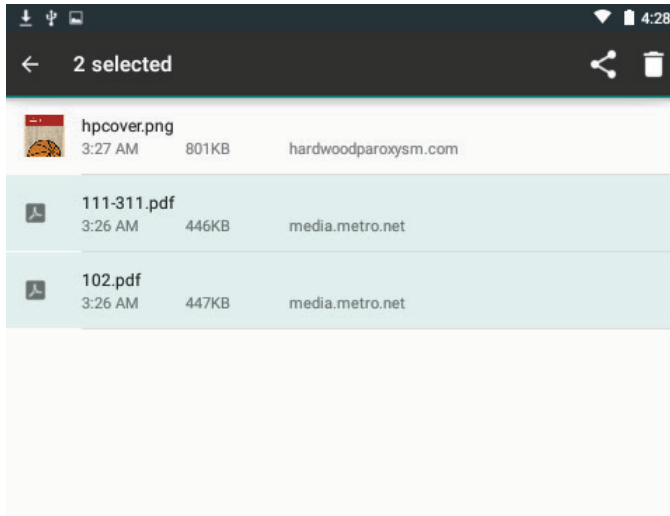 4:28
2 selected
hpcover.png
3:27 AM 801KB hardwoodparoxysm.com
111-311.pdf
3:26 AM 446KB media.metro.net
102.pdf
3:26 AM 447KB media.metro.net